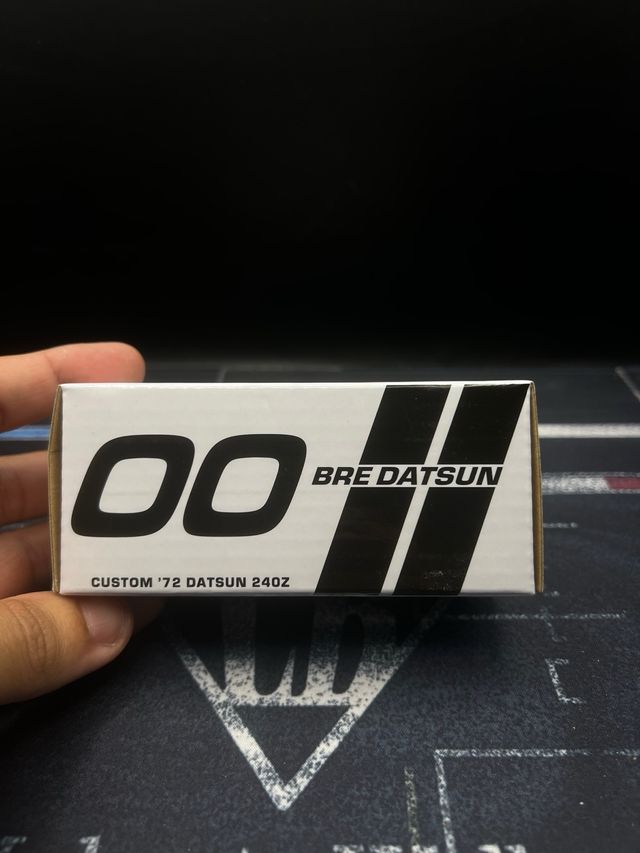 00
BRE DATSUN
CUSTOM '72 DATSUN 240Z